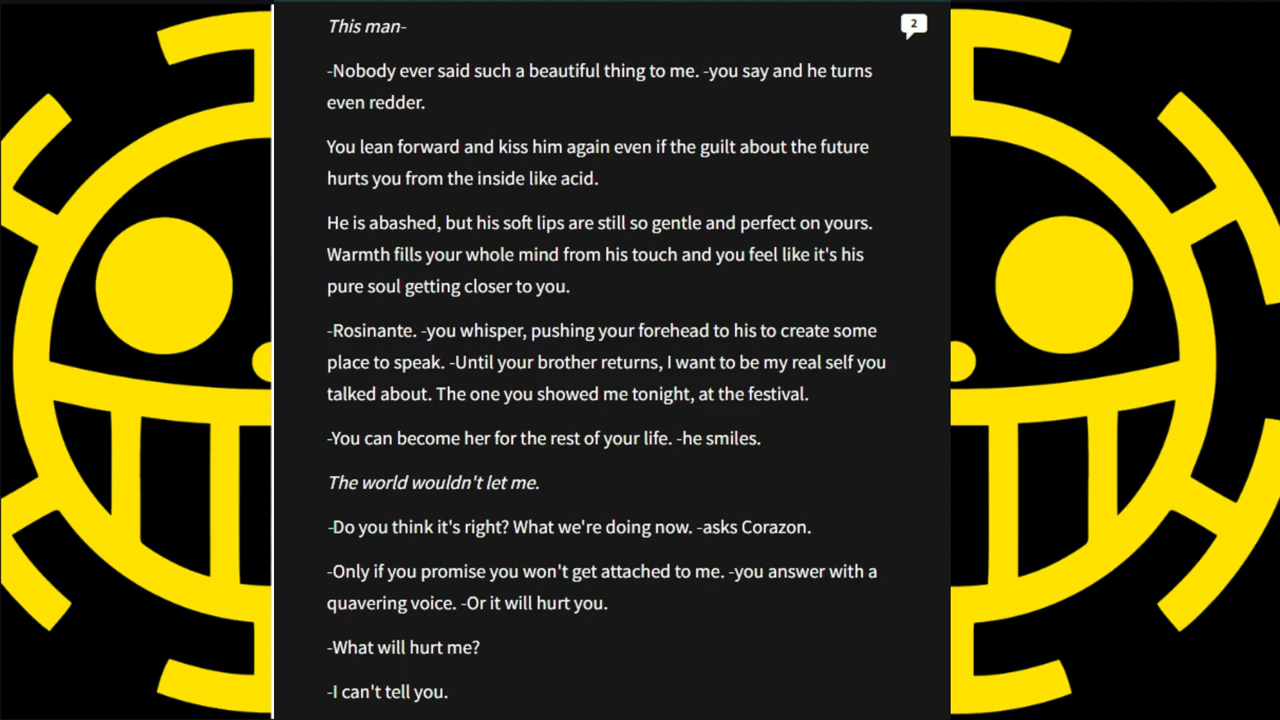 This man-
2
-Nobody ever said such a beautiful thing to me. -you say and he turns
even redder.
You lean forward and kiss him again even if the guilt about the future
hurts you from the inside like acid.
He is abashed, but his soft lips are still so gentle and perfect on yours.
Warmth fills your whole mind from his touch and you feel like it's his
pure soul getting closer to you.
-Rosinante. -you whisper, pushing your forehead to his to create some
place to speak. -Until your brother returns, I want to be my real self you
talked about. The one you showed me tonight, at the festival.
-You can become her for the rest of your life. -he smiles.
The world wouldn't let me.
-Do you think it's right? What we're doing now. -asks Corazon.
-Only if you promise you won't get attached to me. -you answer with a
quavering voice. -Or it will hurt you.
-What will hurt me?
-I can't tell you.